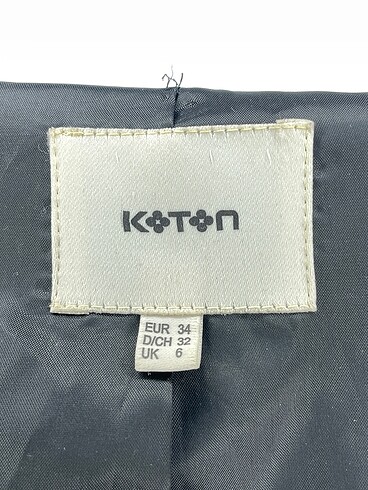 KOTON
EUR 34
D/CH 32
UK 6